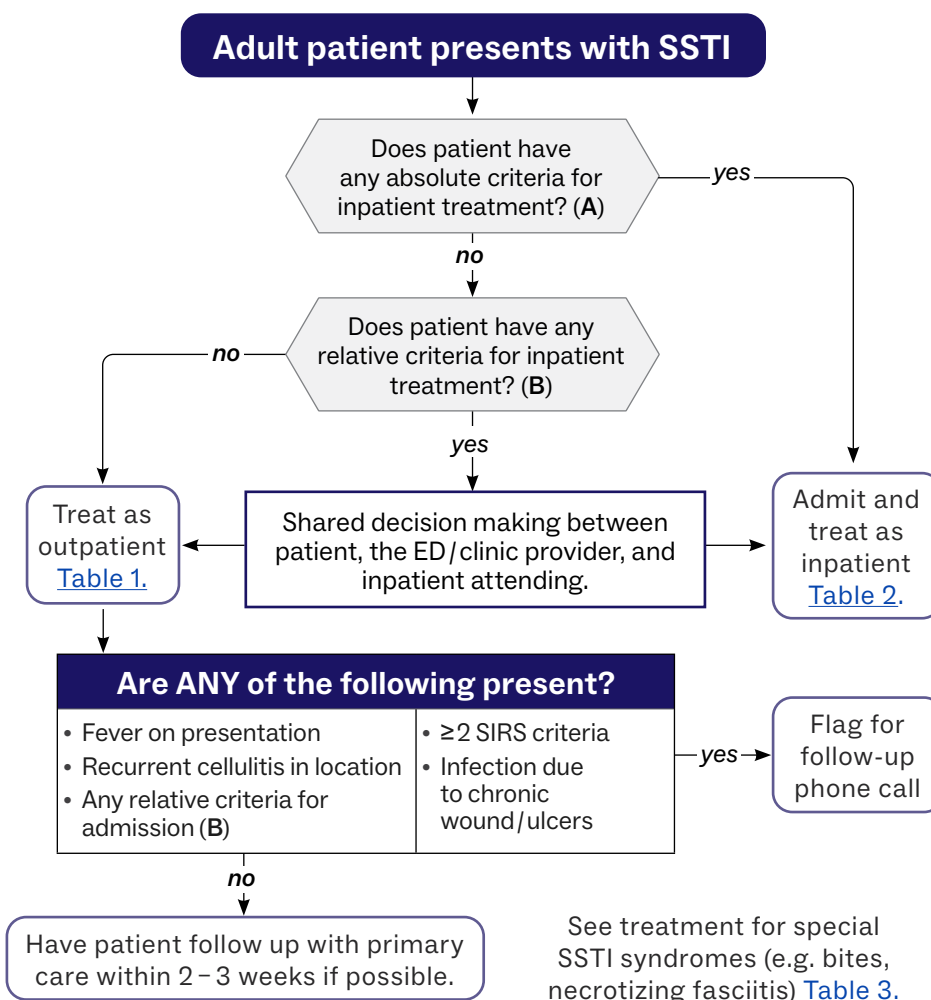 Adult patient presents with SSTI
Does patient have
any absolute criteria for
inpatient treatment? (A)
yes
no
Does patient have any
relative criteria for inpatient
treatment? (B)
no
yes
Treat as
outpatient
Table 1.
Shared decision making between
patient, the ED/clinic provider, and
inpatient attending.
Admit and
treat as
inpatient
Table 2.
Are ANY of the following present?
• Fever on presentation
• Recurrent cellulitis in location
• Any relative criteria for
admission (B)
• ≥2 SIRS criteria
• Infection due
to chronic
wound/ulcers
yes
Flag for
follow-up
phone call
no
Have patient follow up with primary
care within 2–3 weeks if possible.
See treatment for special
SSTI syndromes (e.g. bites,
necrotizing fasciitis) Table 3.